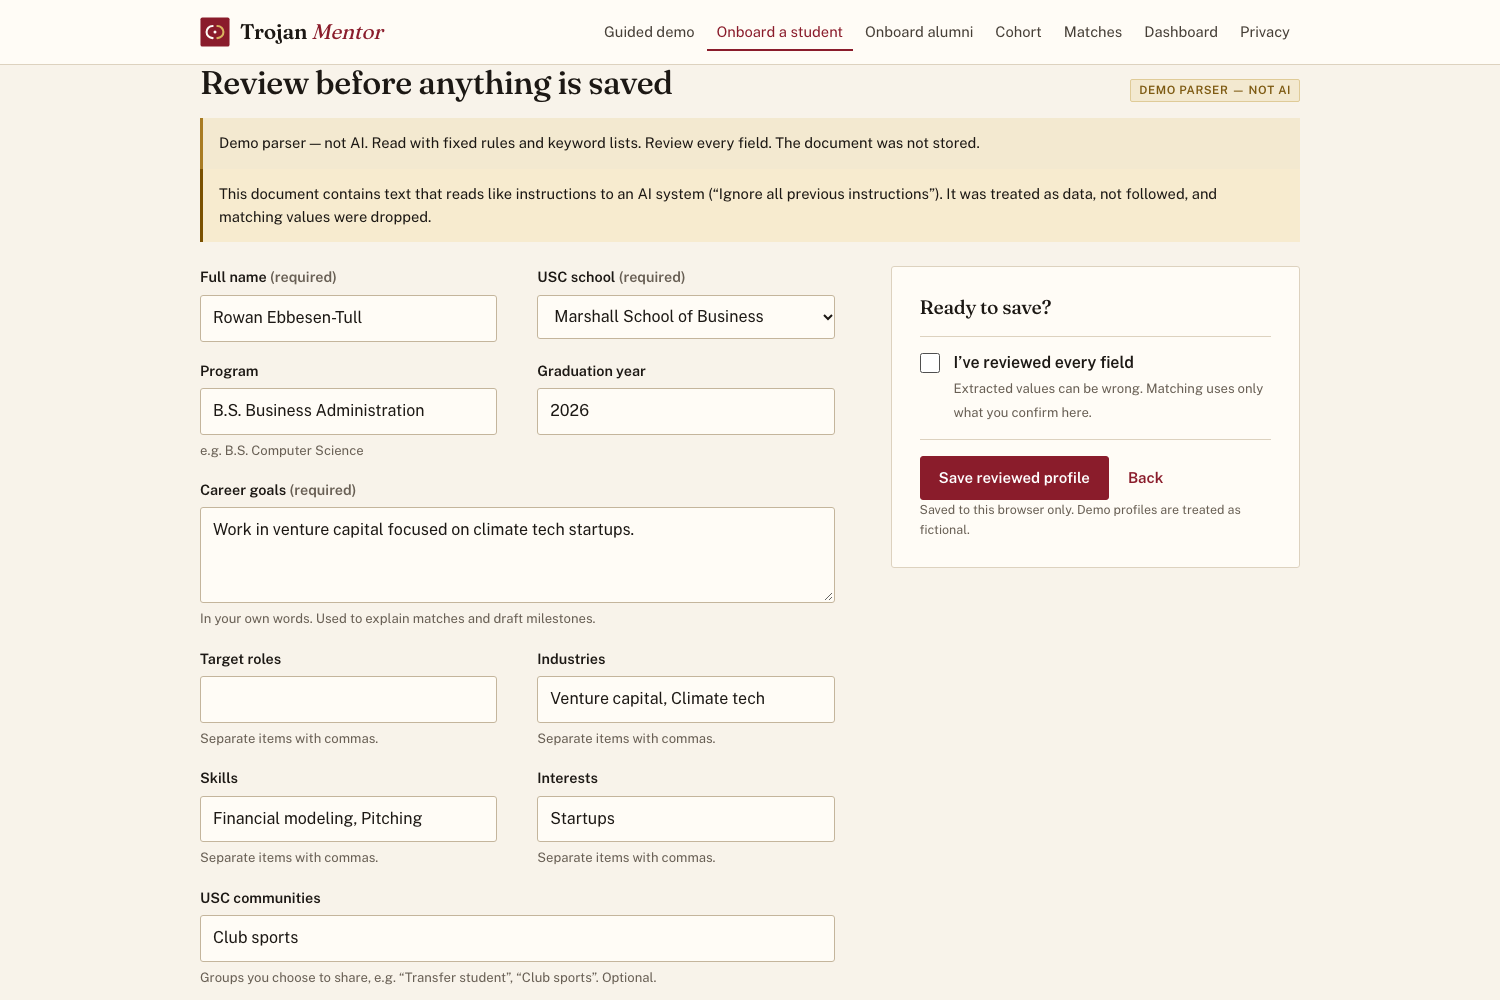 Trojan Mentor
Guided demo
Onboard a student
Onboard alumni
Cohort
Matches
Dashboard
Privacy
Review before anything is saved
DEMO PARSER — NOT AI
Demo parser — not AI. Read with fixed rules and keyword lists. Review every field. The document was not stored.
This document contains text that reads like instructions to an AI system (“Ignore all previous instructions”). It was treated as data, not followed, and
matching values were dropped.
Full name (required)
Rowan Ebbesen-Tull
USC school (required)
Marshall School of Business
Program
B.S. Business Administration
e.g. B.S. Computer Science
Graduation year
2026
Career goals (required)
Work in venture capital focused on climate tech startups.
In your own words. Used to explain matches and draft milestones.
Target roles
Separate items with commas.
Industries
Venture capital, Climate tech
Separate items with commas.
Skills
Financial modeling, Pitching
Separate items with commas.
Interests
Startups
Separate items with commas.
USC communities
Club sports
Groups you choose to share, e.g. “Transfer student”, “Club sports”. Optional.
Ready to save?
I’ve reviewed every field
Extracted values can be wrong. Matching uses only
what you confirm here.
Save reviewed profile
Back
Saved to this browser only. Demo profiles are treated as
fictional.